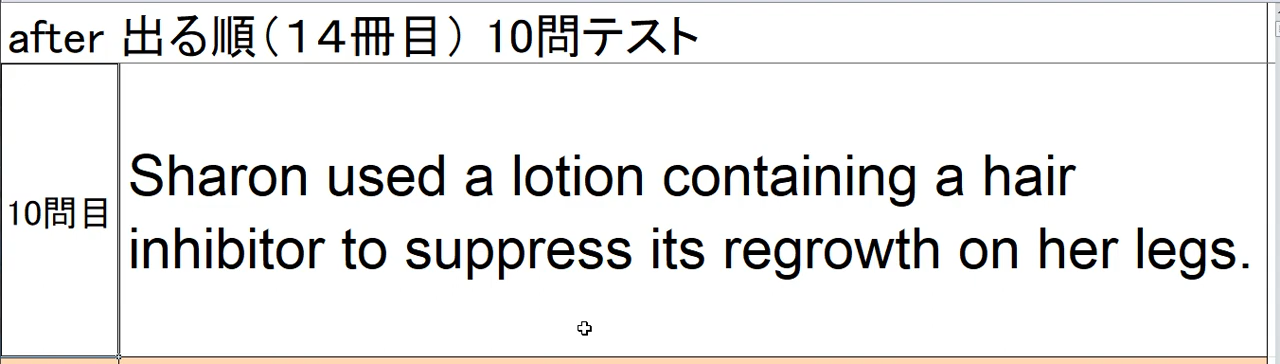 after 出る順（１４冊目） 10問テスト
10問目
Sharon used a lotion containing a hair
inhibitor to suppress its regrowth on her legs.